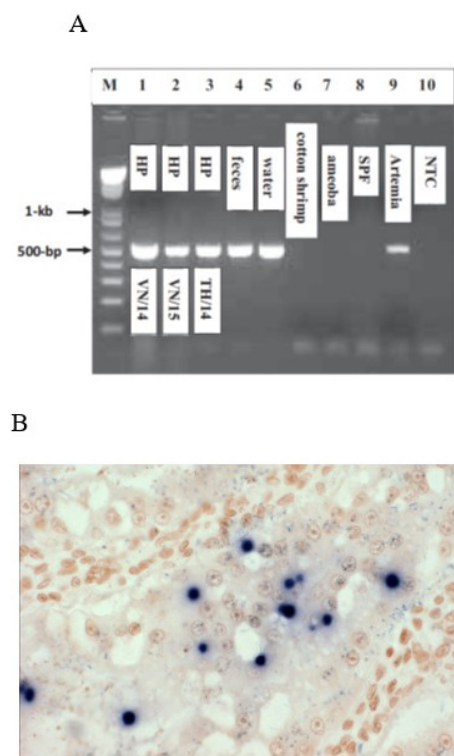 A
M 1 2 3 4 5 6 7 8 9 10
HP HP HP feces water cotton shrimp ameoba SPF Artemia NTC
1-kb
500-bp
VN/14 VN/15 TH/14
B